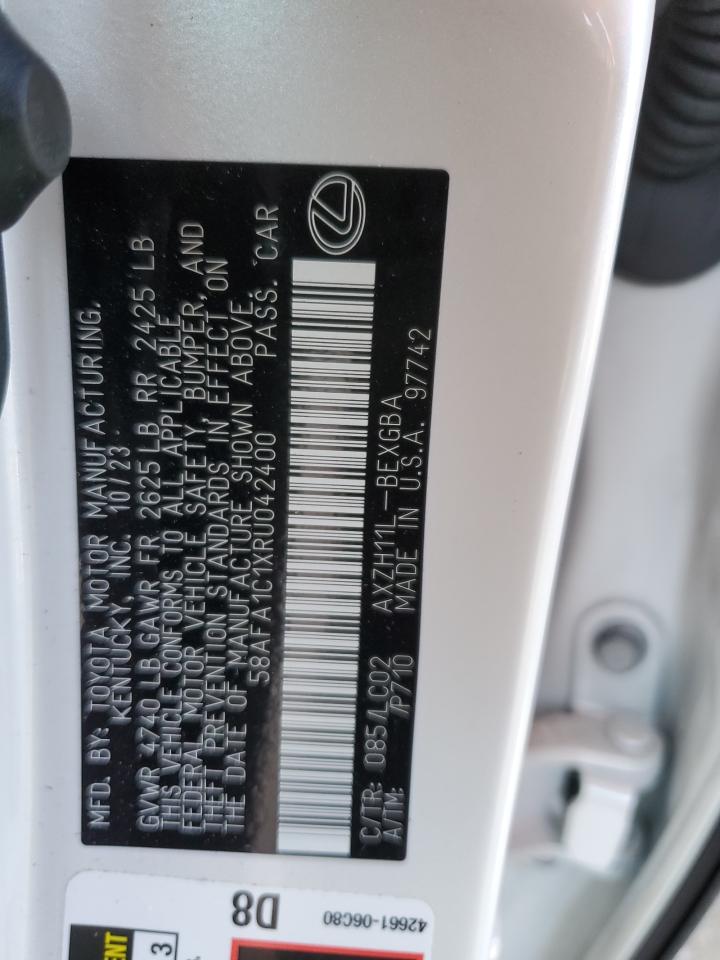 MFD. BY: TOYOTA MOTOR MANUFACTURING.
KENTUCKY, INC. 10/23
GVWR 4740 LB GAWR FR 2625 LB RR 2425 LB
THIS VEHICLE CONFORMS TO ALL APPLICABLE
FEDERAL MOTOR VEHICLE SAFETY, BUMPER, AND
THEFT PREVENTION STANDARDS IN EFFECT ON
THE DATE OF MANUFACTURE SHOWN ABOVE.
58AFA1C1XRU042400 PASS. CAR
C/TR: 085/LC02 AXZH11L-BEXGBA
A/TM: /P710 MADE IN U.S.A. 97742
D8
42661-06C80
3